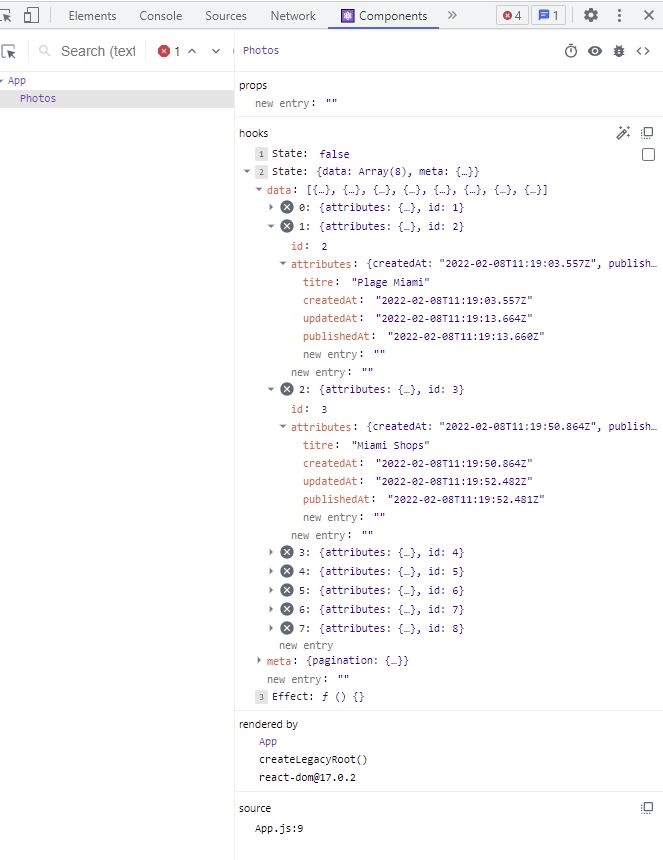 Elements Console Sources Network Components » 4 1
Search (text 1 Photos
App
Photos
props
new entry: ""
hooks
1 State: false
2 State: {data: Array(8), meta: {…}}
data: [{…}, {…}, {…}, {…}, {…}, {…}, {…}, {…}]
0: {attributes: {…}, id: 1}
1: {attributes: {…}, id: 2}
id: 2
attributes: {createdAt: "2022-02-08T11:19:03.557Z", publish…
titre: "Plage Miami"
createdAt: "2022-02-08T11:19:03.557Z"
updatedAt: "2022-02-08T11:19:13.664Z"
publishedAt: "2022-02-08T11:19:13.660Z"
new entry: ""
new entry: ""
2: {attributes: {…}, id: 3}
id: 3
attributes: {createdAt: "2022-02-08T11:19:50.864Z", publish…
titre: "Miami Shops"
createdAt: "2022-02-08T11:19:50.864Z"
updatedAt: "2022-02-08T11:19:52.482Z"
publishedAt: "2022-02-08T11:19:52.481Z"
new entry: ""
new entry: ""
3: {attributes: {…}, id: 4}
4: {attributes: {…}, id: 5}
5: {attributes: {…}, id: 6}
6: {attributes: {…}, id: 7}
7: {attributes: {…}, id: 8}
new entry
meta: {pagination: {…}}
new entry: ""
3 Effect: ƒ () {}
rendered by
App
createLegacyRoot()
react-dom@17.0.2
source
App.js:9